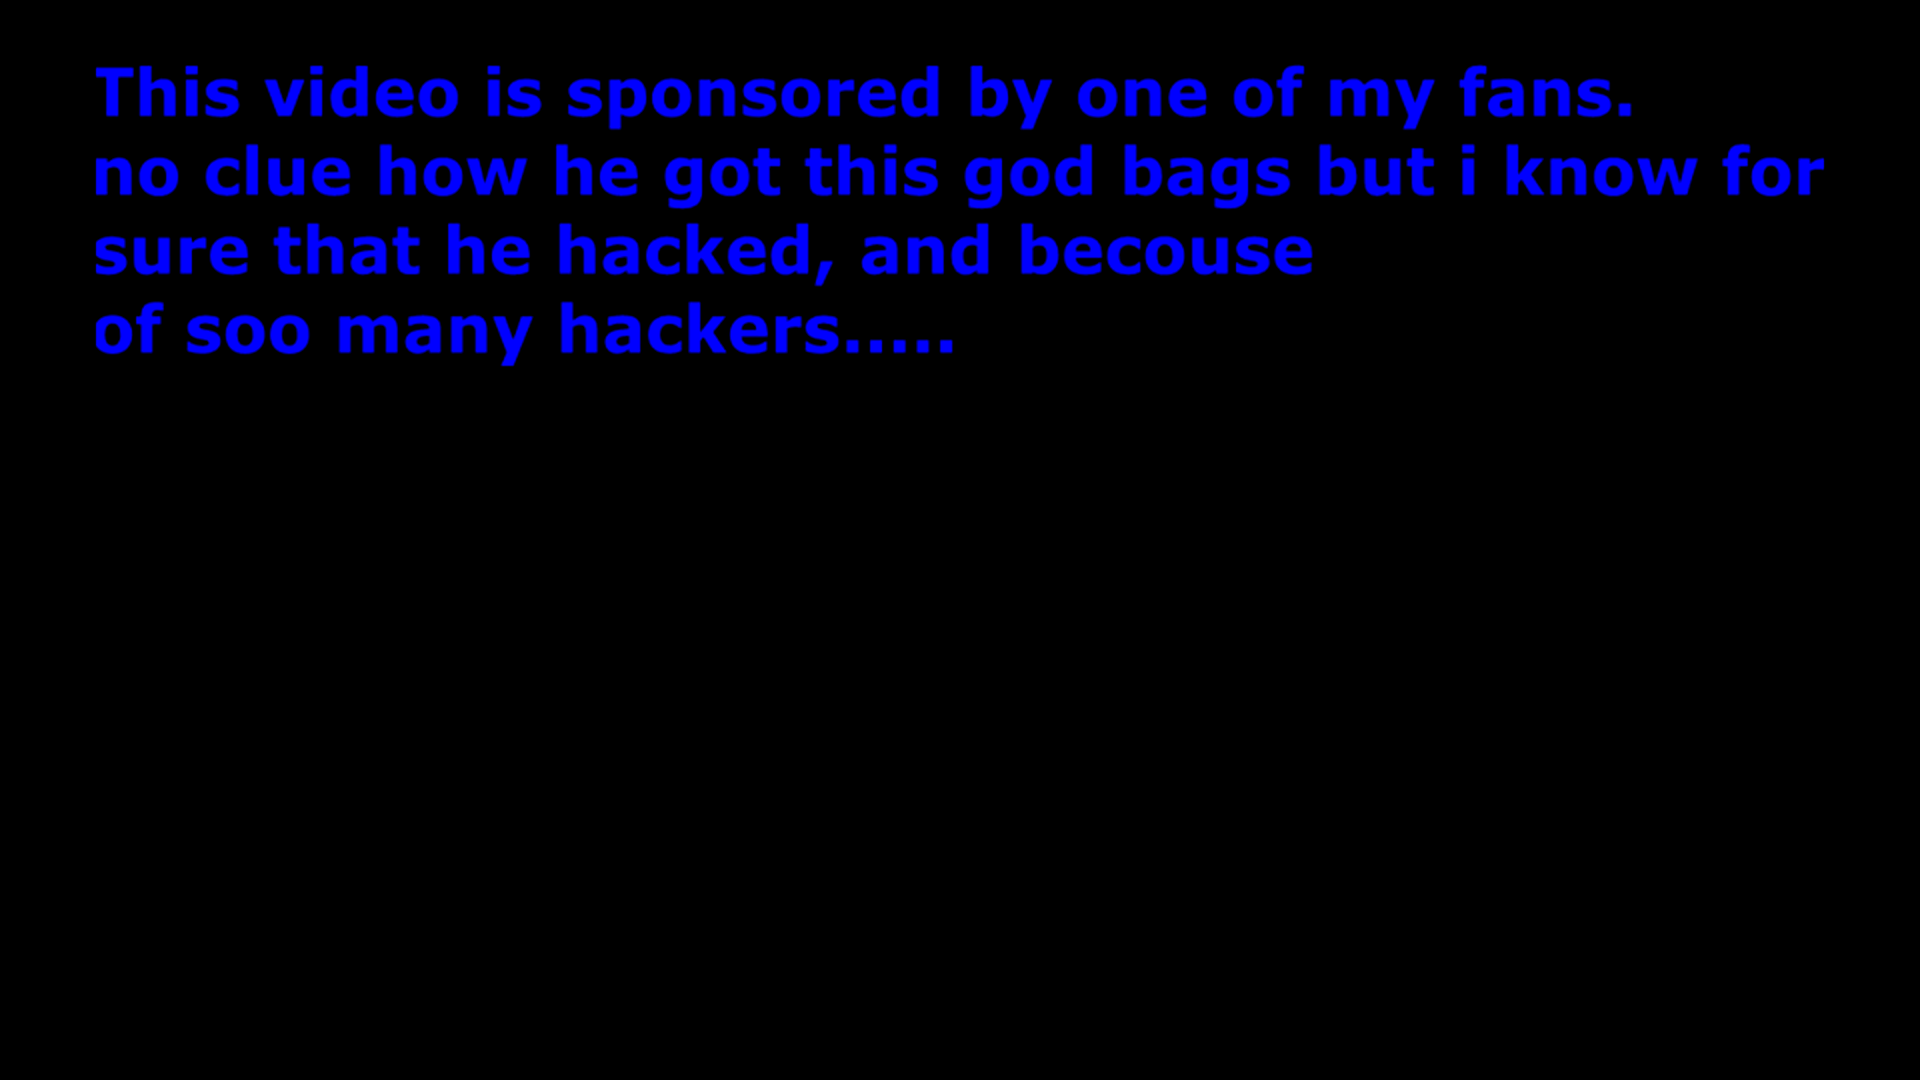 This video is sponsored by one of my fans.
no clue how he got this god bags but i know for
sure that he hacked, and becouse
of soo many hackers.....